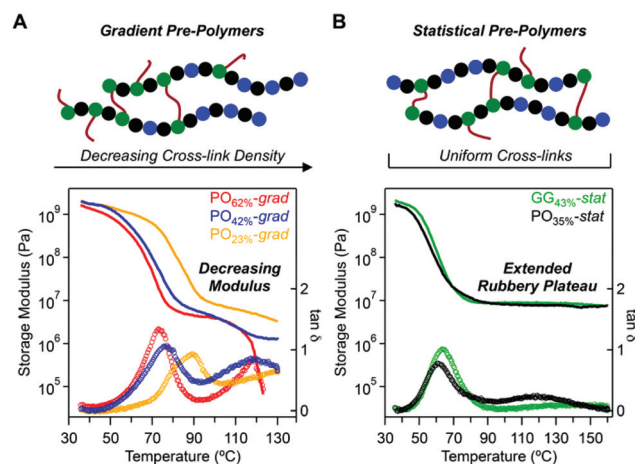 A
Gradient Pre-Polymers
Decreasing Cross-link Density
PO62%-grad
PO42%-grad
PO23%-grad
Decreasing
Modulus
Storage Modulus (Pa)
10⁹
10⁸
10⁷
10⁶
10⁵
tan δ
2
1
0
30 50 70 90 110 130
Temperature (ºC)
B
Statistical Pre-Polymers
Uniform Cross-links
GG43%-stat
PO35%-stat
Extended
Rubbery Plateau
Storage Modulus (Pa)
10⁹
10⁸
10⁷
10⁶
10⁵
tan δ
2
1
0
30 50 70 90 110 130 150
Temperature (ºC)